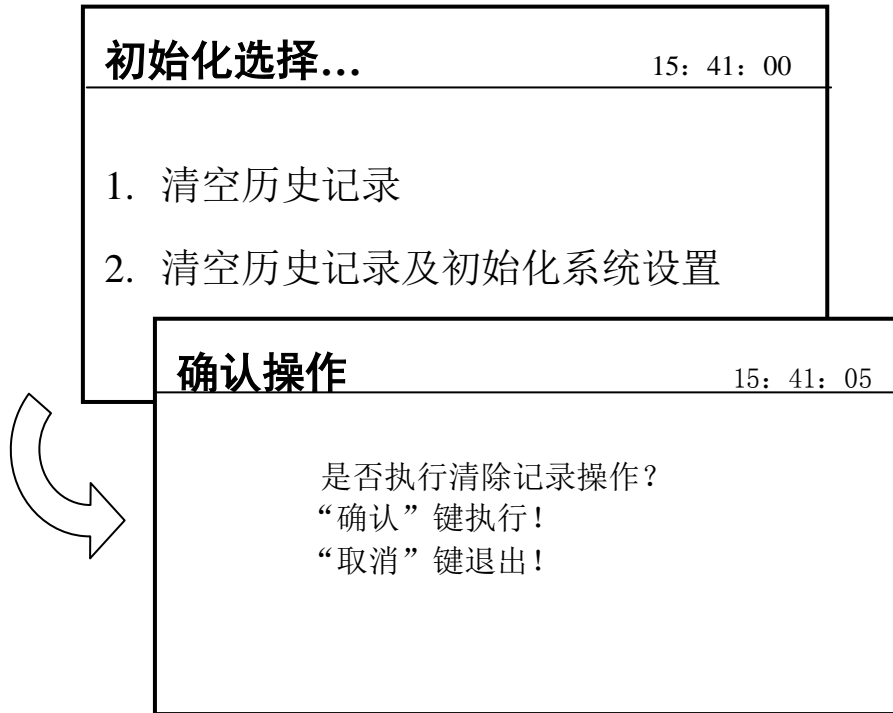 初始化选择… 15：41：00
1. 清空历史记录
2. 清空历史记录及初始化系统设置
确认操作 15：41：05
是否执行清除记录操作？
“确认”键执行！
“取消”键退出！